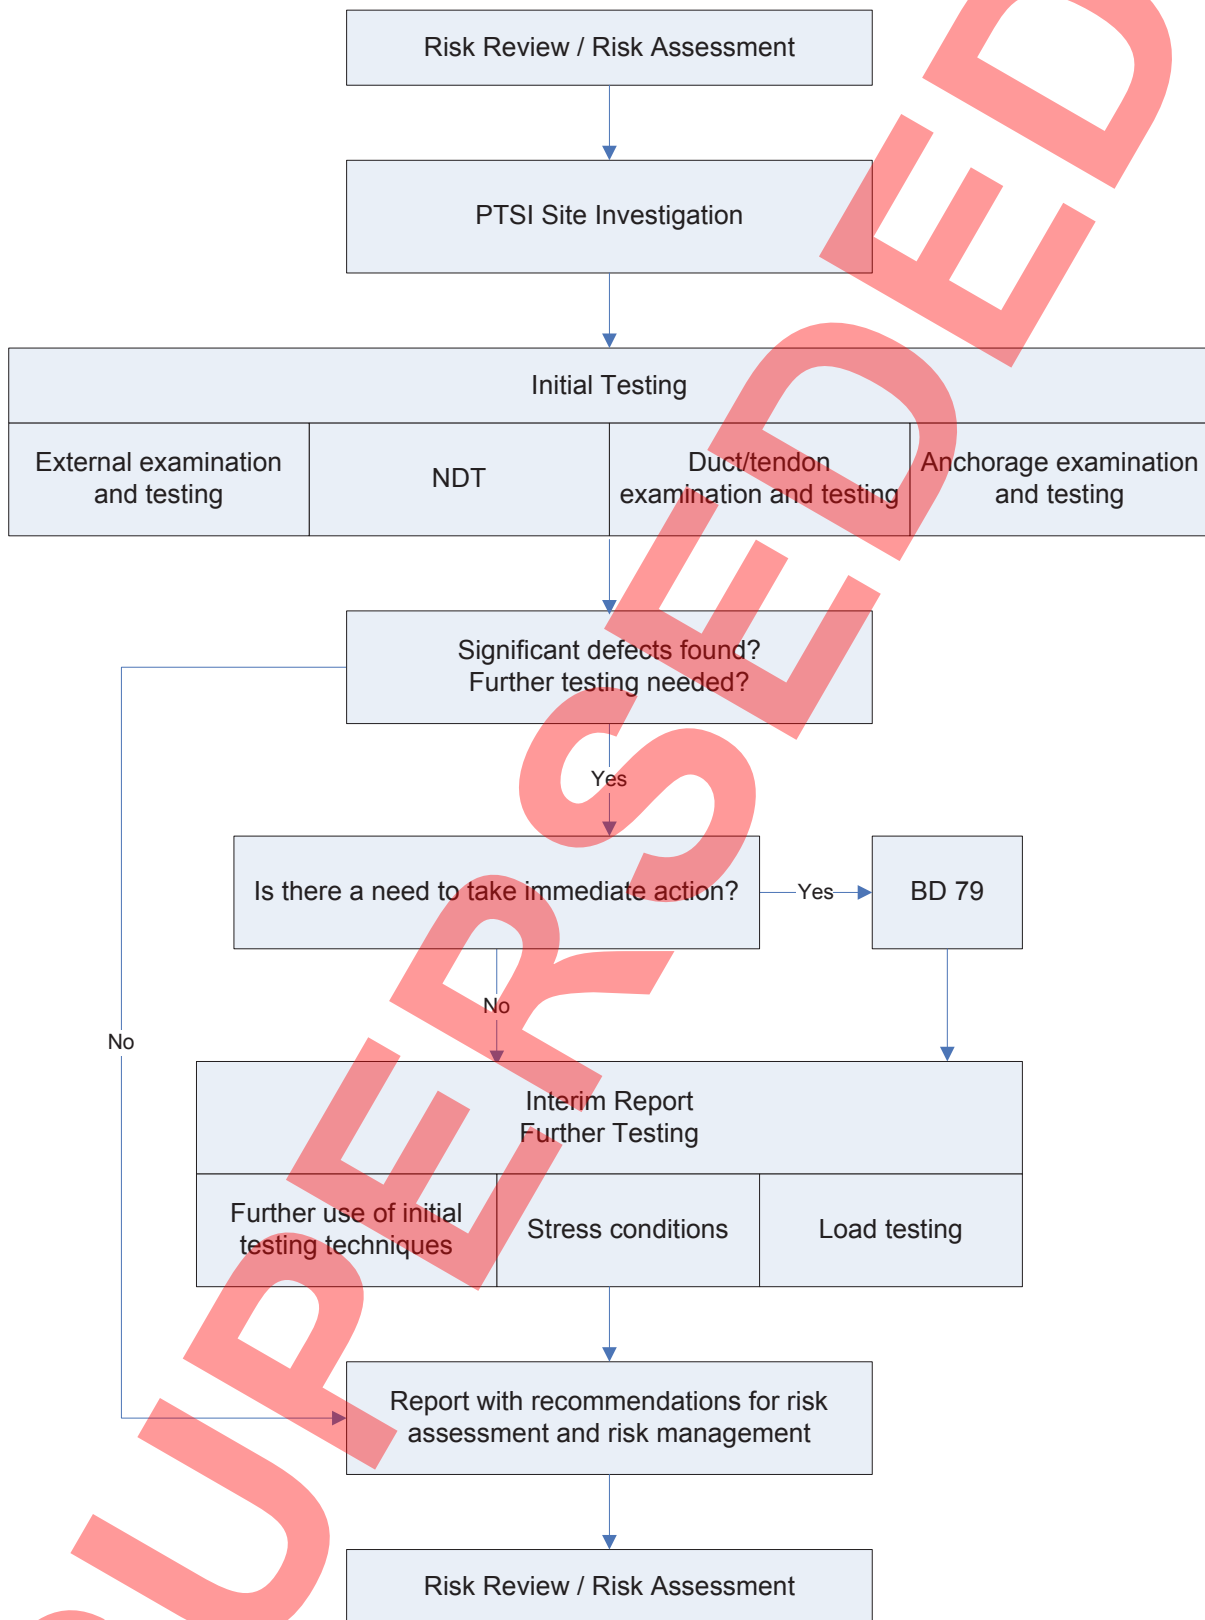 Risk Review / Risk Assessment
PTSI Site Investigation
Initial Testing
External examination
and testing
NDT
Duct/tendon
examination and testing
Anchorage examination
and testing
Significant defects found?
Further testing needed?
Yes
Is there a need to take immediate action?
Yes
BD 79
No
No
Interim Report
Further Testing
Further use of initial
testing techniques
Stress conditions
Load testing
Report with recommendations for risk
assessment and risk management
Risk Review / Risk Assessment
SUPERSEDED